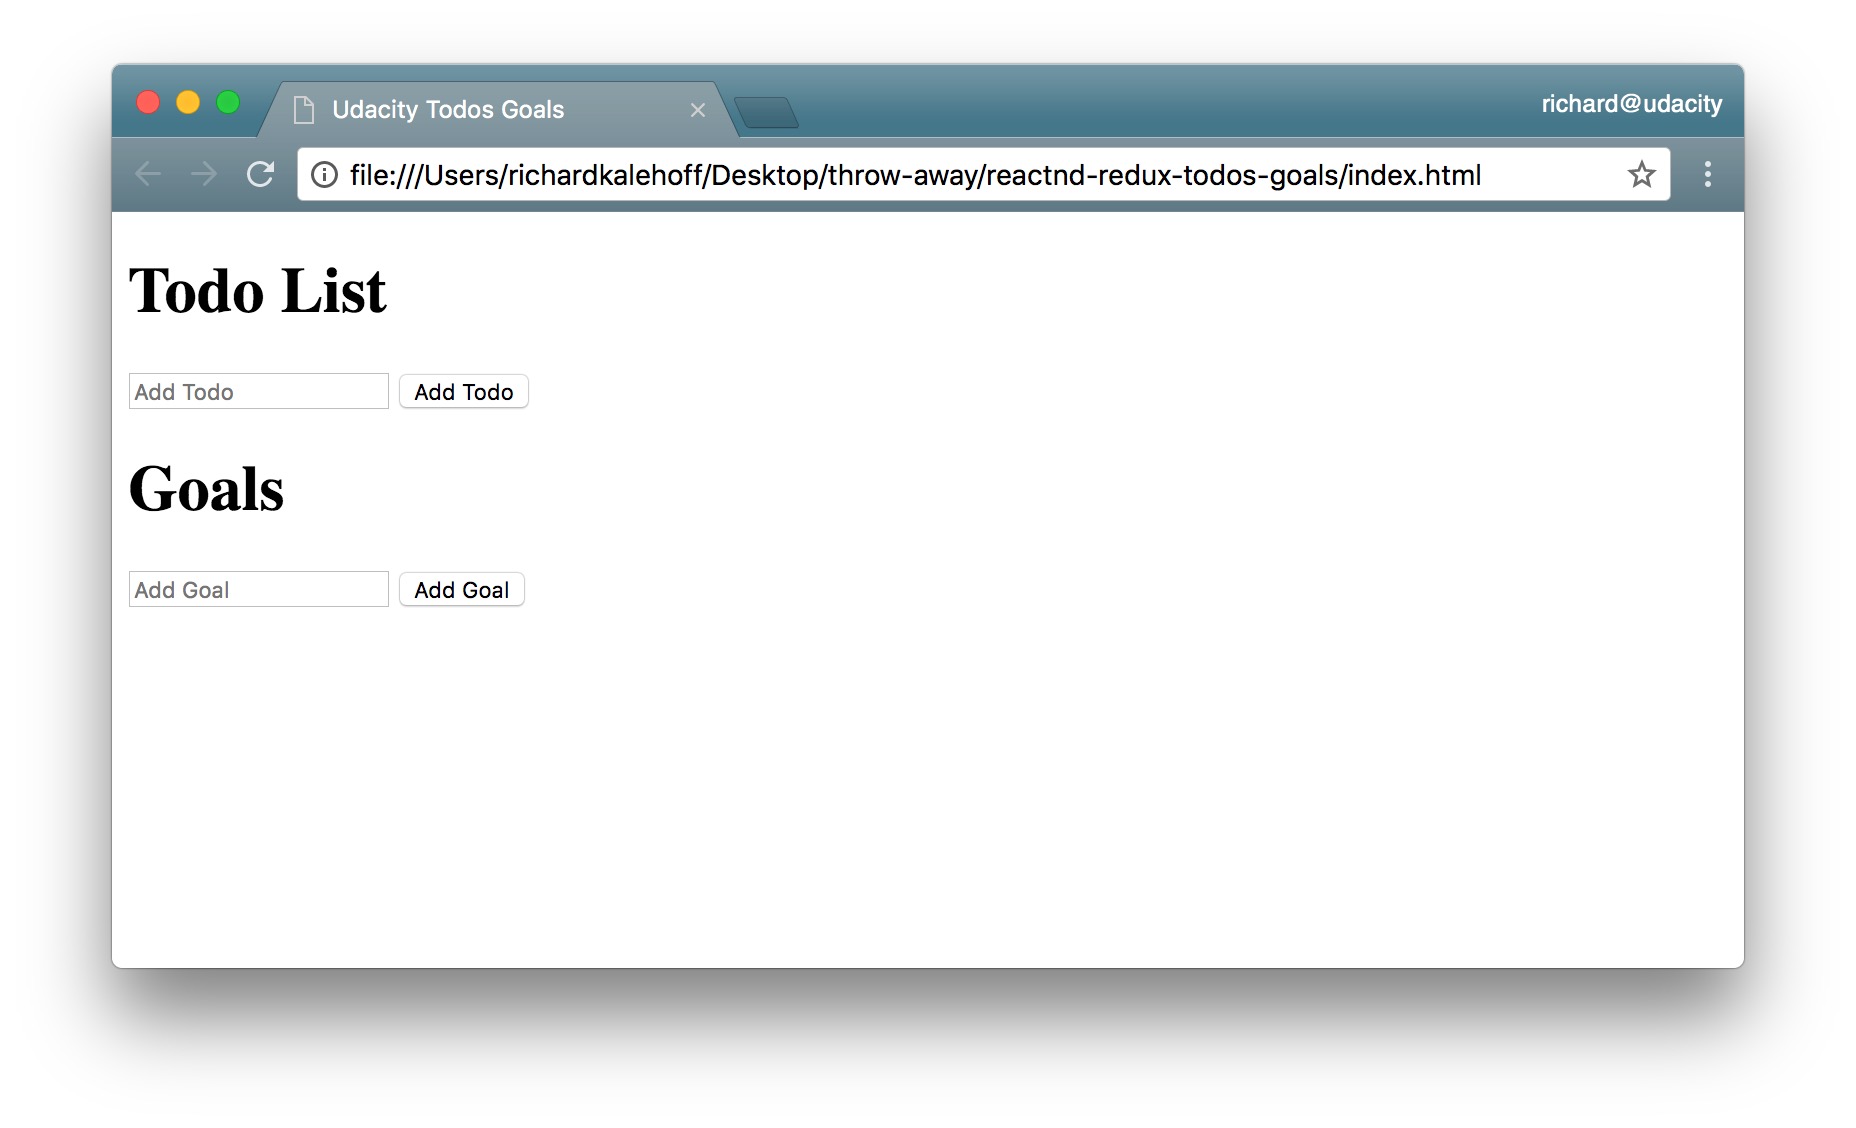 Udacity Todos Goals
richard@udacity
file:///Users/richardkalehoff/Desktop/throw-away/reactnd-redux-todos-goals/index.html
Todo List
Add Todo Add Todo
Goals
Add Goal Add Goal